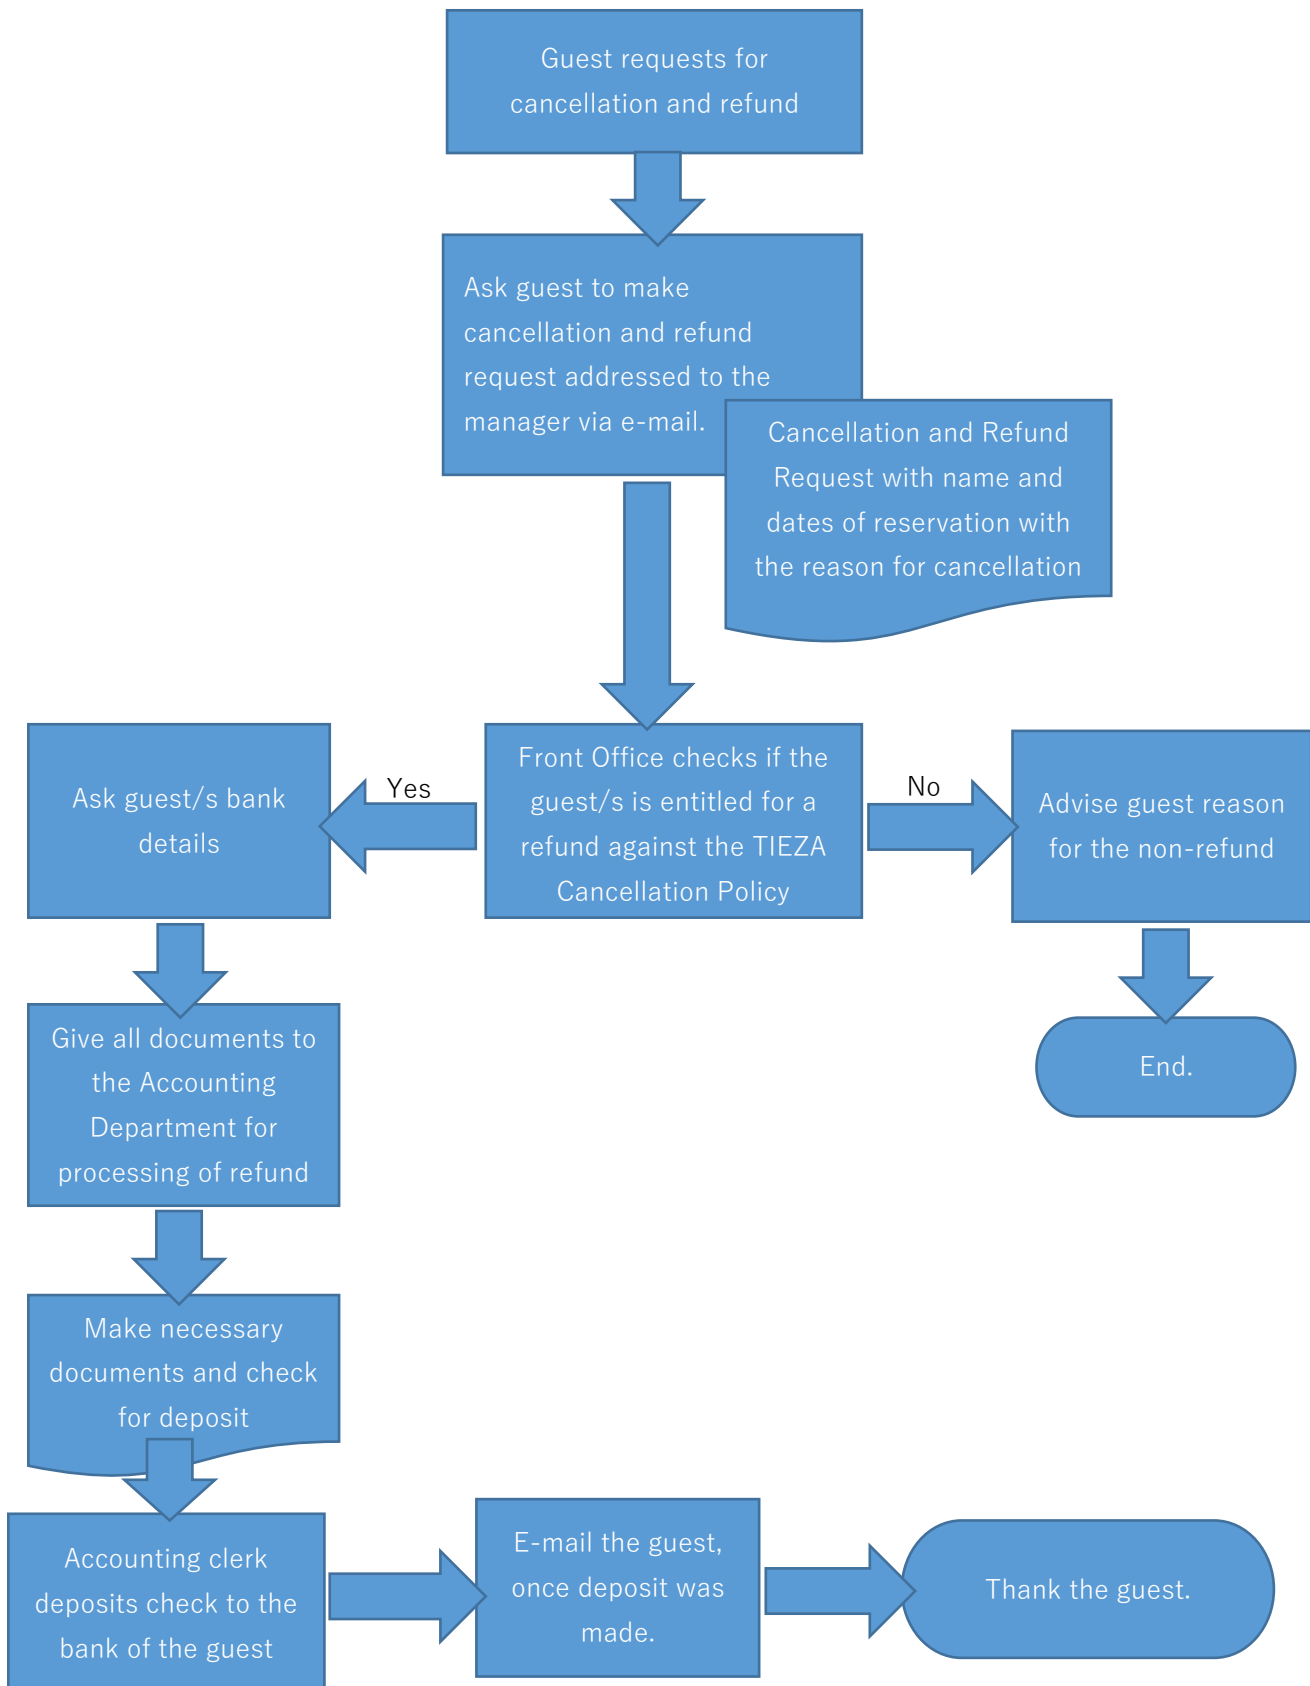 Guest requests for
cancellation and refund
Ask guest to make
cancellation and refund
request addressed to the
manager via e-mail.
Cancellation and Refund
Request with name and
dates of reservation with
the reason for cancellation
Front Office checks if the
guest/s is entitled for a
refund against the TIEZA
Cancellation Policy
Yes
No
Ask guest/s bank
details
Advise guest reason
for the non-refund
End.
Give all documents to
the Accounting
Department for
processing of refund
Make necessary
documents and check
for deposit
Accounting clerk
deposits check to the
bank of the guest
E-mail the guest,
once deposit was
made.
Thank the guest.